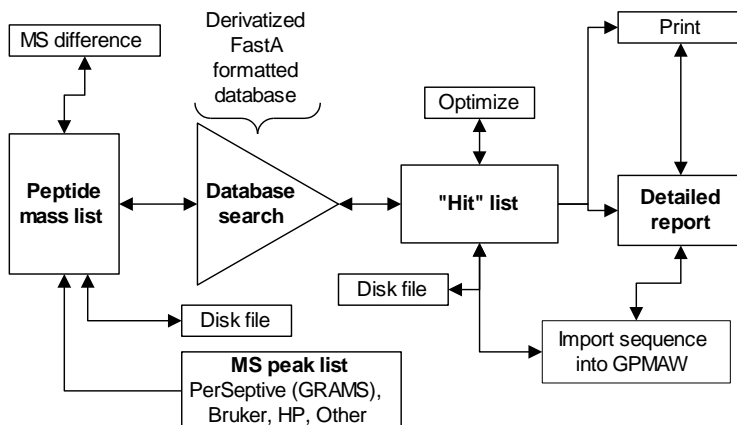 MS difference
Derivatized
FastA
formatted
database
Print
Optimize
Peptide
mass list
Database
search
"Hit" list
Detailed
report
Disk file
Disk file
Import sequence
into GPMAW
MS peak list
PerSeptive (GRAMS),
Bruker, HP, Other